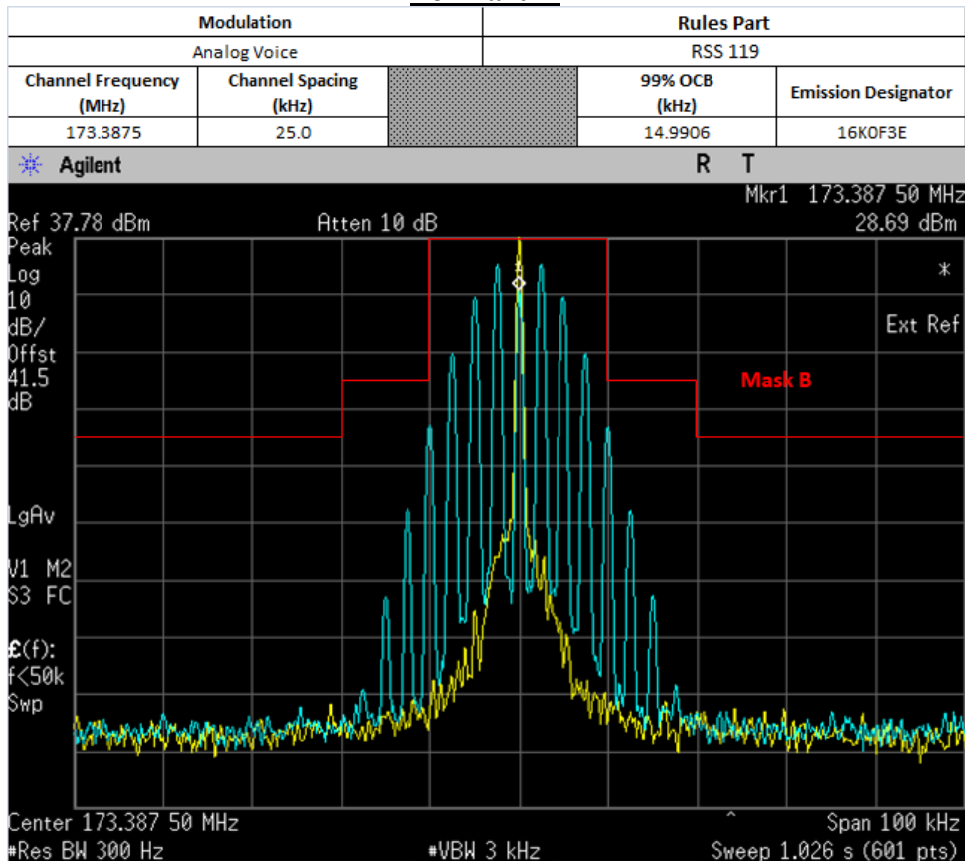 Modulation Rules Part
Analog Voice RSS 119
Channel Frequency (MHz) Channel Spacing (kHz) 99% OCB (kHz) Emission Designator
173.3875 25.0 14.9906 16K0F3E
Agilent R T
Mkr1 173.387 50 MHz
Ref 37.78 dBm Atten 10 dB 28.69 dBm
Peak
Log
10
dB/
Offst
41.5
dB
*
Ext Ref
1
Mask B
LgAv
V1 M2
S3 FC
£(f):
f<50k
Swp
Center 173.387 50 MHz ^ Span 100 kHz
#Res BW 300 Hz #VBW 3 kHz Sweep 1.026 s (601 pts)